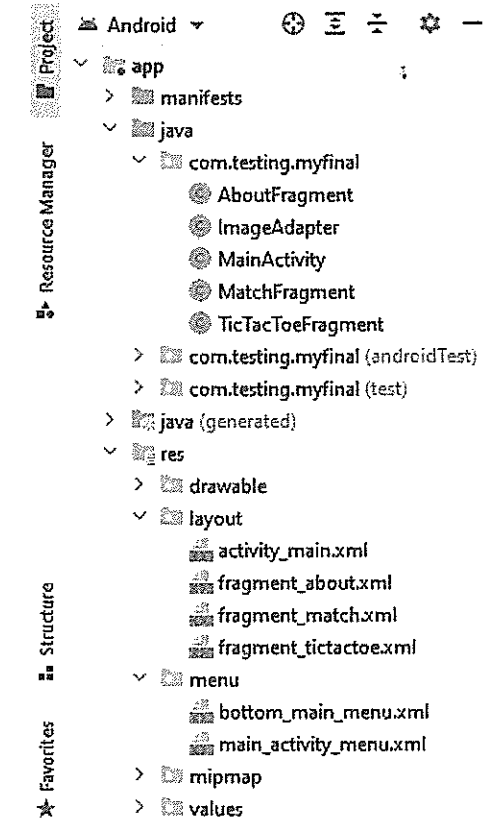 Android
app
manifests
java
com.testing.myfinal
AboutFragment
ImageAdapter
MainActivity
MatchFragment
TicTacToeFragment
com.testing.myfinal (androidTest)
com.testing.myfinal (test)
java (generated)
res
drawable
layout
activity_main.xml
fragment_about.xml
fragment_match.xml
fragment_tictactoe.xml
menu
bottom_main_menu.xml
main_activity_menu.xml
mipmap
values
Project
Resource Manager
Structure
Favorites